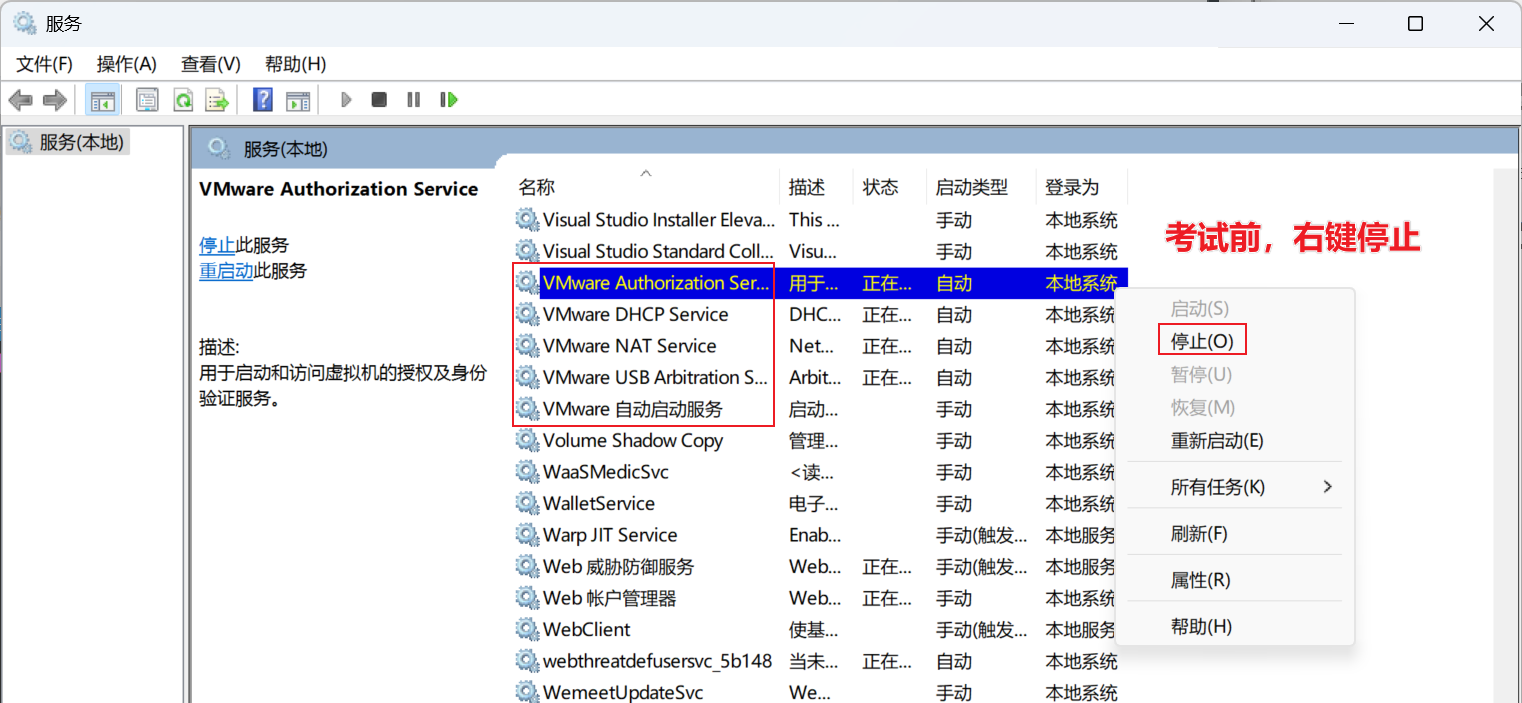 服务
文件(F) 操作(A) 查看(V) 帮助(H)
服务(本地)
服务(本地)
VMware Authorization Service
停止此服务
重启动此服务
描述:
用于启动和访问虚拟机的授权及身份
验证服务。
名称 描述 状态 启动类型 登录为
Visual Studio Installer Eleva... This ... 手动 本地系统
Visual Studio Standard Coll... Visu... 手动 本地系统
VMware Authorization Ser... 用于... 正在... 自动 本地系统
VMware DHCP Service DHC... 正在... 自动 本地系统
VMware NAT Service Net... 正在... 自动 本地系统
VMware USB Arbitration S... Arbit... 正在... 自动 本地系统
VMware 自动启动服务 启动... 手动 本地系统
Volume Shadow Copy 管理... 手动 本地系统
WaaSMedicSvc <读... 手动 本地系统
WalletService 电子... 手动 本地系统
Warp JIT Service Enab... 手动(触发... 本地服务
Web 威胁防御服务 Web... 正在... 手动(触发... 本地服务
Web 帐户管理器 Web... 正在... 手动 本地系统
WebClient 使基... 手动(触发... 本地服务
webthreatdefusersvc_5b148 当未... 正在... 自动 本地系统
WemeetUpdateSvc We... 手动 本地系统
考试前，右键停止
启动(S)
停止(O)
暂停(U)
恢复(M)
重新启动(E)
所有任务(K)
刷新(F)
属性(R)
帮助(H)